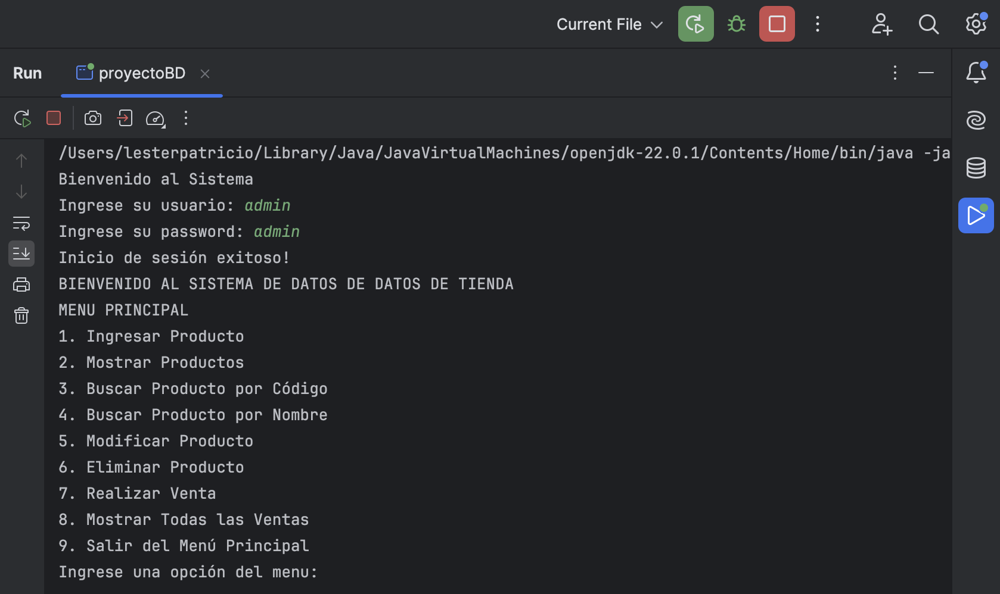 Current File
Run
proyectoBD
/Users/lesterpatricio/Library/Java/JavaVirtualMachines/openjdk-22.0.1/Contents/Home/bin/java -ja
Bienvenido al Sistema
Ingrese su usuario: admin
Ingrese su password: admin
Inicio de sesión exitoso!
BIENVENIDO AL SISTEMA DE DATOS DE DATOS DE TIENDA
MENU PRINCIPAL
1. Ingresar Producto
2. Mostrar Productos
3. Buscar Producto por Código
4. Buscar Producto por Nombre
5. Modificar Producto
6. Eliminar Producto
7. Realizar Venta
8. Mostrar Todas las Ventas
9. Salir del Menú Principal
Ingrese una opción del menu: